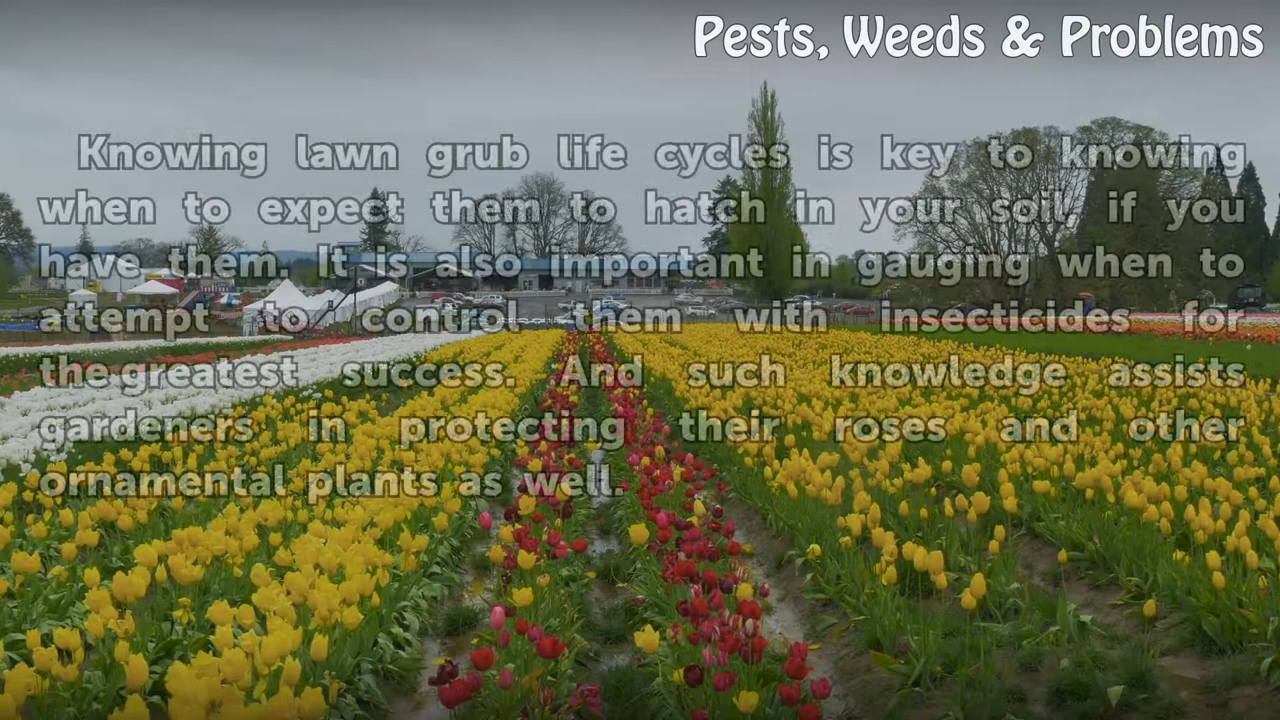 Pests, Weeds & Problems
Knowing lawn grub life cycles is key to knowing
when to expect them to hatch in your soil, if you
have them. It is also important in gauging when to
attempt to control them with insecticides for
the greatest success. And such knowledge assists
gardeners in protecting their roses and other
ornamental plants as well.